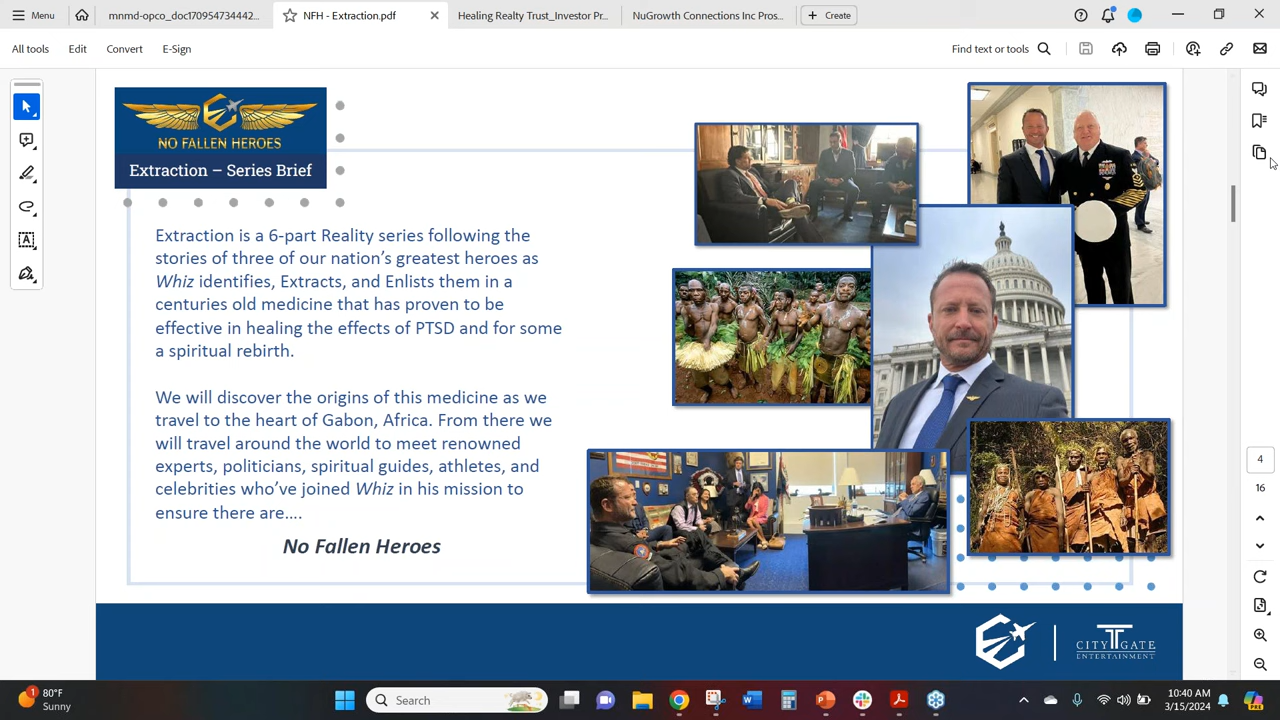 Menu
mnmd-opco_doc170954734442...
NFH - Extraction.pdf
Healing Realty Trust_Investor Pr...
NuGrowth Connections Inc Pros...
Create
All tools
Edit
Convert
E-Sign
Find text or tools
NO FALLEN HEROES
Extraction – Series Brief
Extraction is a 6-part Reality series following the
stories of three of our nation's greatest heroes as
Whiz identifies, Extracts, and Enlists them in a
centuries old medicine that has proven to be
effective in healing the effects of PTSD and for some
a spiritual rebirth.
We will discover the origins of this medicine as we
travel to the heart of Gabon, Africa. From there we
will travel around the world to meet renowned
experts, politicians, spiritual guides, athletes, and
celebrities who've joined Whiz in his mission to
ensure there are....
No Fallen Heroes
4
16
CITY GATE
ENTERTAINMENT
1
80°F
Sunny
Search
10:40 AM
3/15/2024